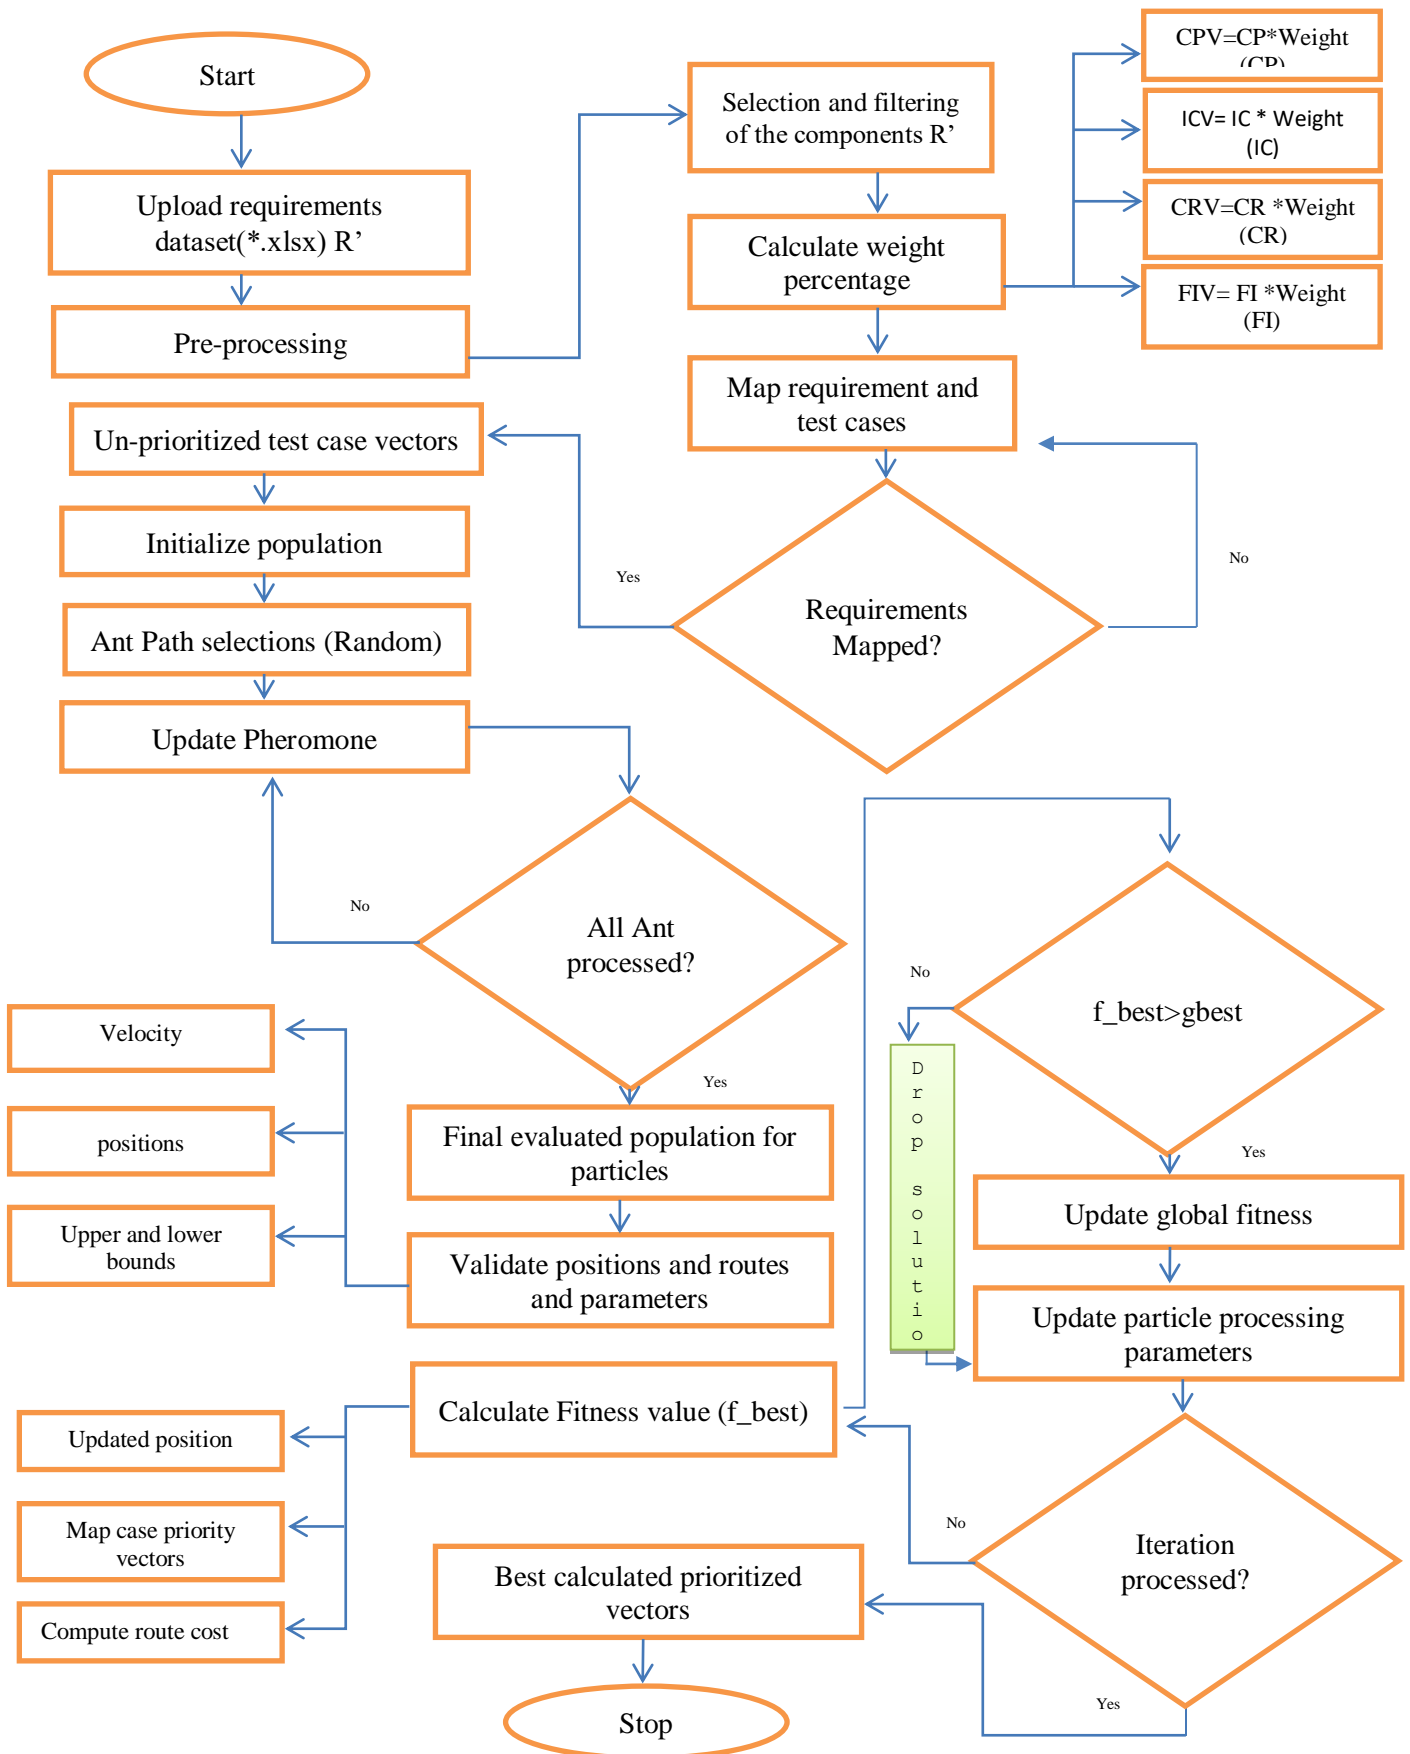 Start
Upload requirements
dataset(*.xlsx) R’
Pre-processing
Selection and filtering
of the components R’
Calculate weight
percentage
CPV=CP*Weight
(CP)
ICV= IC * Weight
(IC)
CRV=CR *Weight
(CR)
FIV= FI *Weight
(FI)
Map requirement and
test cases
Requirements
Mapped?
No
Yes
Un-prioritized test case vectors
Initialize population
Ant Path selections (Random)
Update Pheromone
All Ant
processed?
No
Yes
Final evaluated population for
particles
Validate positions and routes
and parameters
Velocity
positions
Upper and lower
bounds
Calculate Fitness value (f_best)
Updated position
Map case priority
vectors
Compute route cost
f_best>gbest
No
Drop solutio
Yes
Update global fitness
Update particle processing
parameters
Iteration
processed?
No
Yes
Best calculated prioritized
vectors
Stop